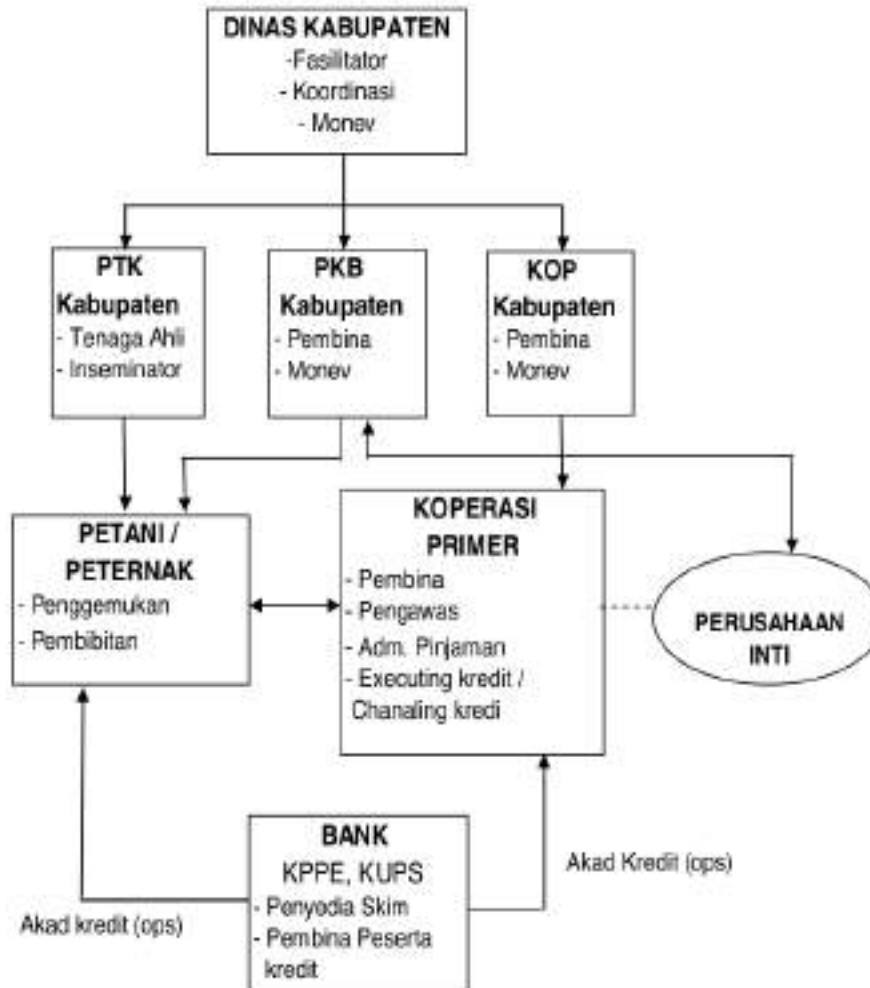 DINAS KABUPATEN
-Fasilitator
- Koordinasi
- Monev
PTK
Kabupaten
- Tenaga Ahli
- Inseminator
PKB
Kabupaten
- Pembina
- Monev
KOP
Kabupaten
- Pembina
- Monev
PETANI /
PETERNAK
- Penggemukan
- Pembibitan
KOPERASI
PRIMER
- Pembina
- Pengawas
- Adm. Pinjaman
- Executing kredit /
Chanaling kredi
PERUSAHAAN
INTI
BANK
KPPE, KUPS
- Penyedia Skim
- Pembina Peserta
kredit
Akad kredit (ops)
Akad Kredit (ops)